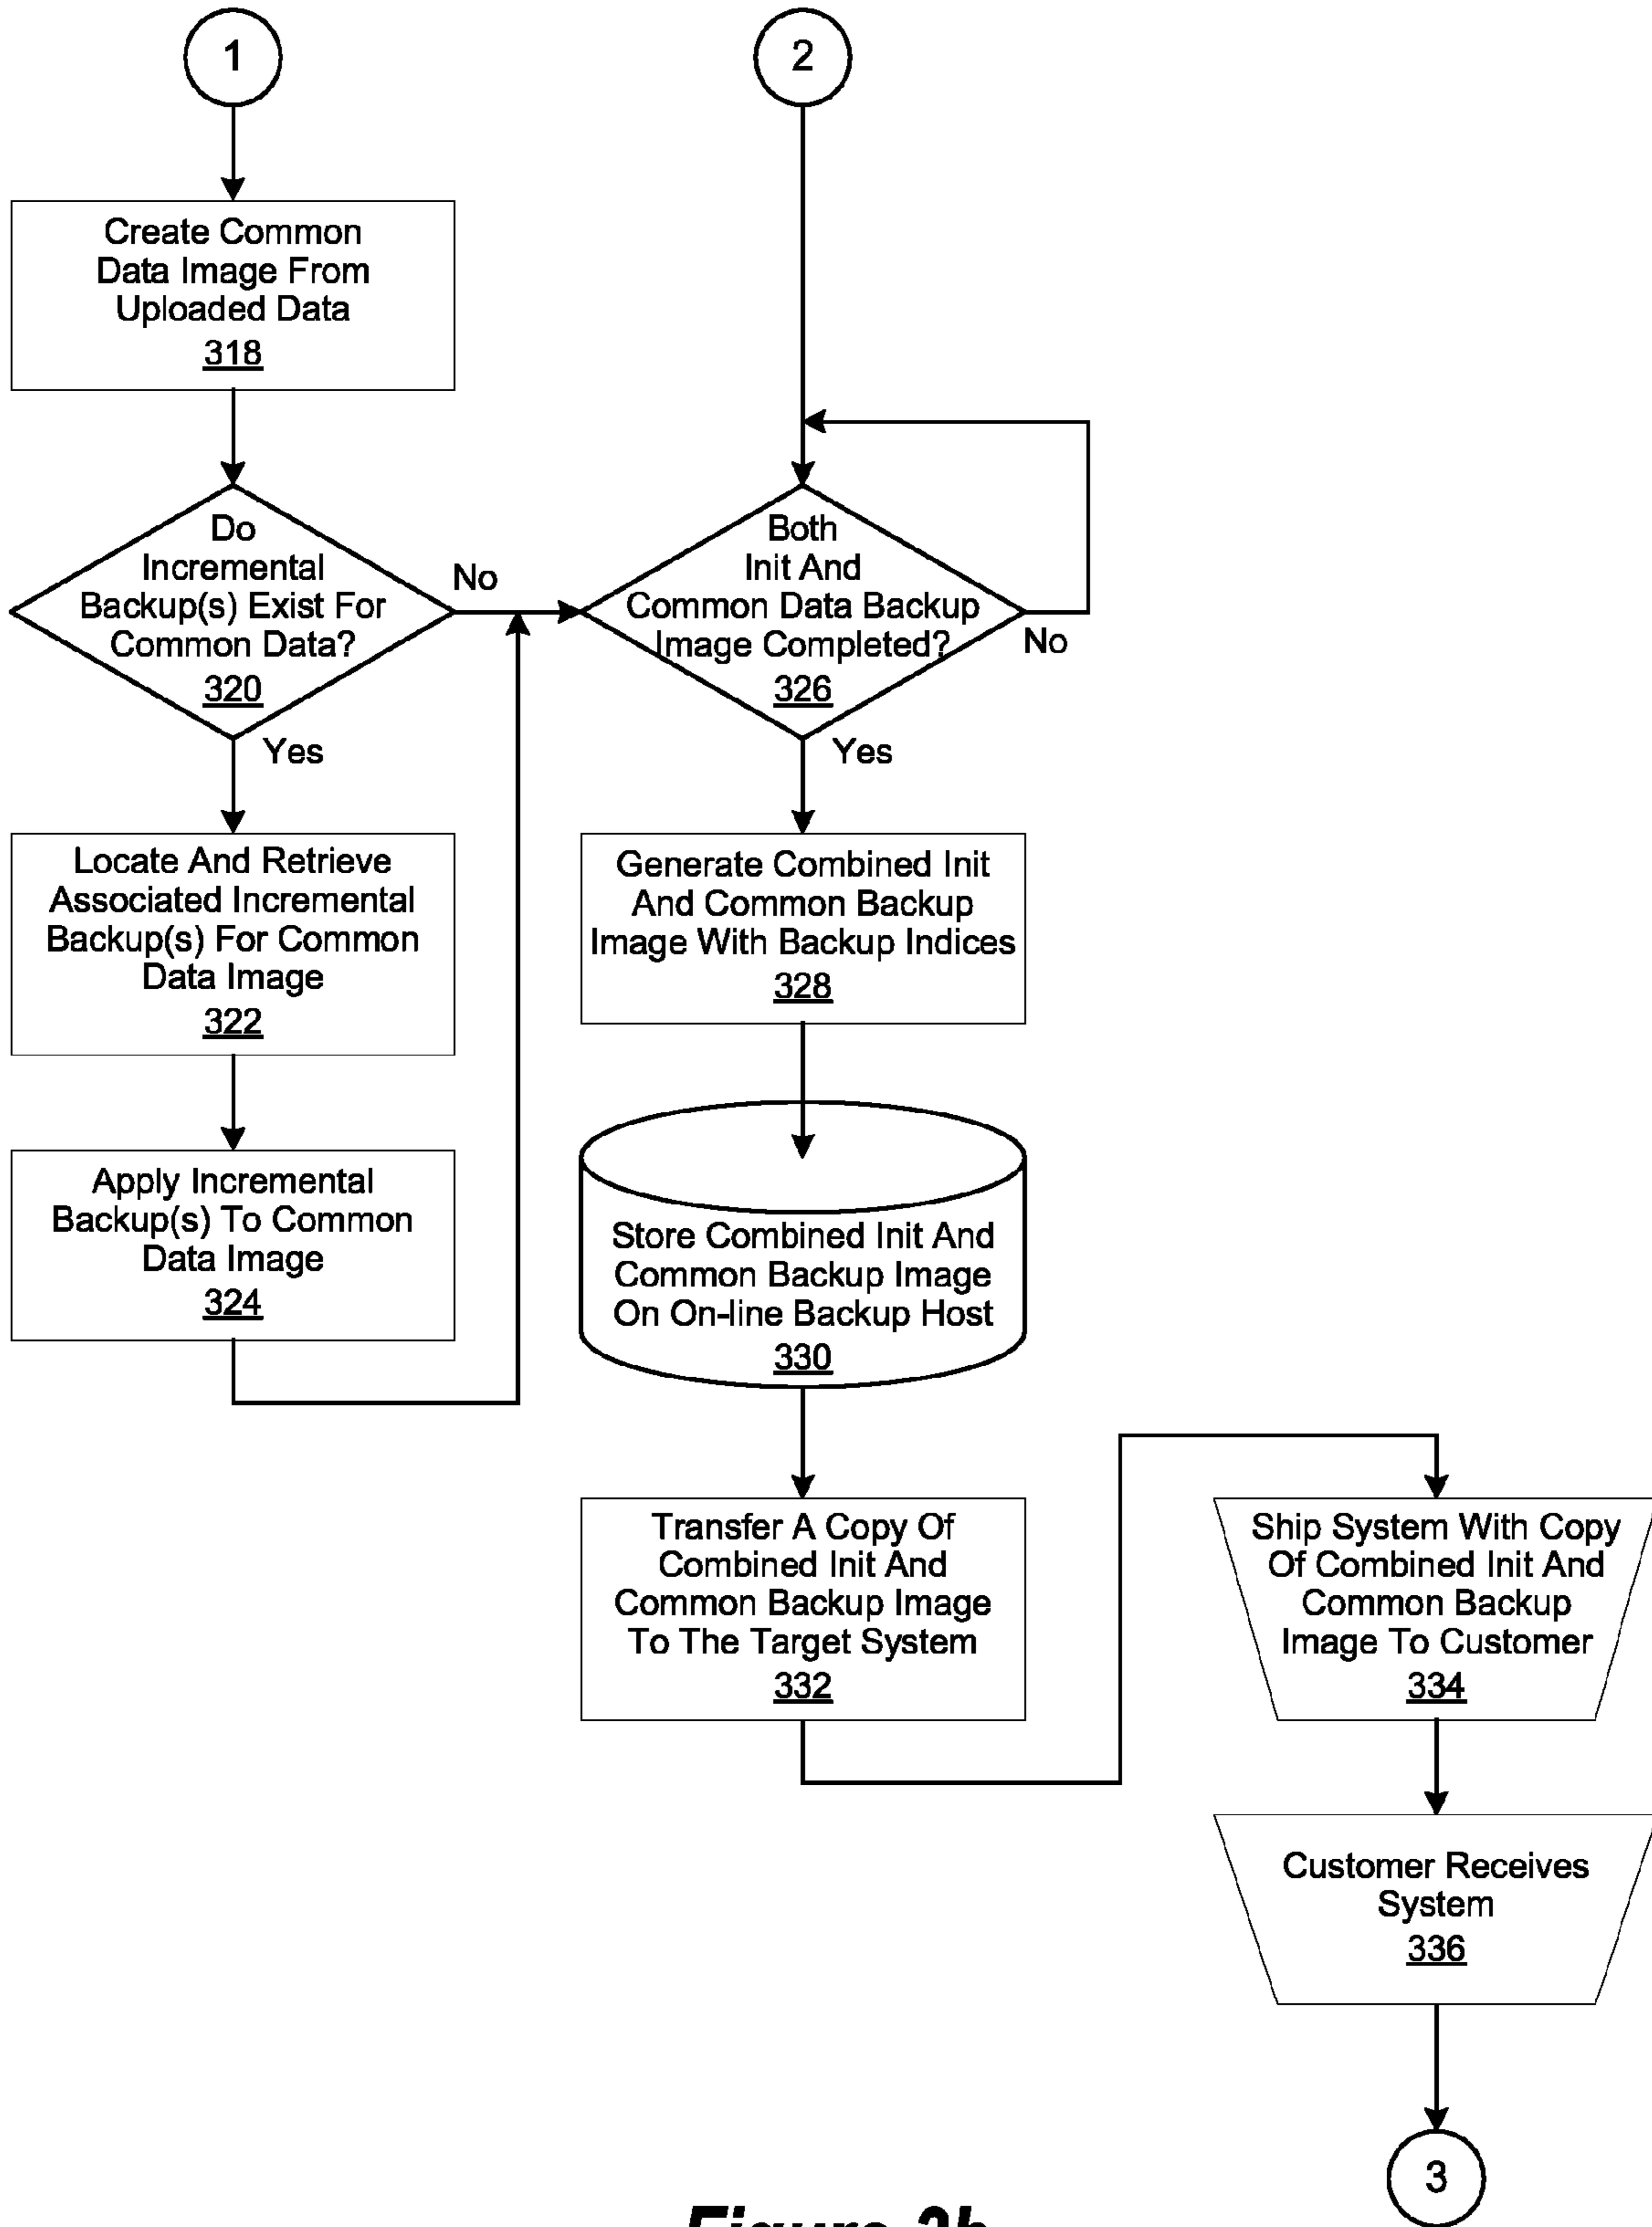 1
2
Create Common
Data Image From
Uploaded Data
318
Do
Incremental
Backup(s) Exist For
Common Data?
320
No
Yes
Both
Init And
Common Data Backup
Image Completed?
326
No
Yes
Locate And Retrieve
Associated Incremental
Backup(s) For Common
Data Image
322
Generate Combined Init
And Common Backup
Image With Backup Indices
328
Apply Incremental
Backup(s) To Common
Data Image
324
Store Combined Init And
Common Backup Image
On On-line Backup Host
330
Transfer A Copy Of
Combined Init And
Common Backup Image
To The Target System
332
Ship System With Copy
Of Combined Init And
Common Backup
Image To Customer
334
Customer Receives
System
336
3
Figure